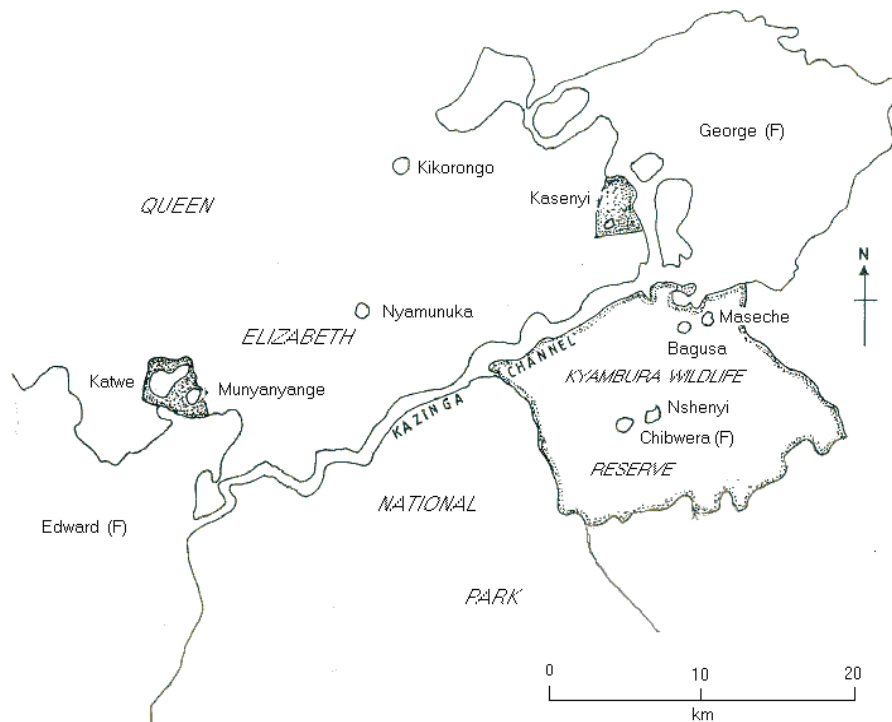 George (F)
Kikorongo
Kasenyi
QUEEN
N
Nyamunuka
Maseche
ELIZABETH
Bagusa
KAZINGA CHANNEL
Katwe
Munyanyange
KYAMBURA WILDLIFE
Nshenyi
Chibwera (F)
RESERVE
NATIONAL
Edward (F)
PARK
0 10 20
km